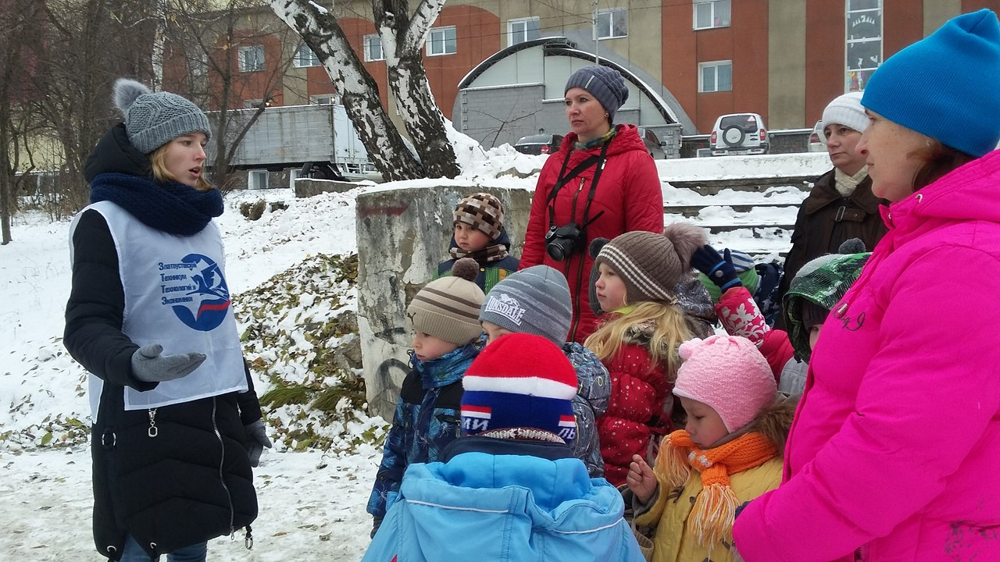 Златоустовский
Техникум
Технологий и
Экономики
LONSDALE